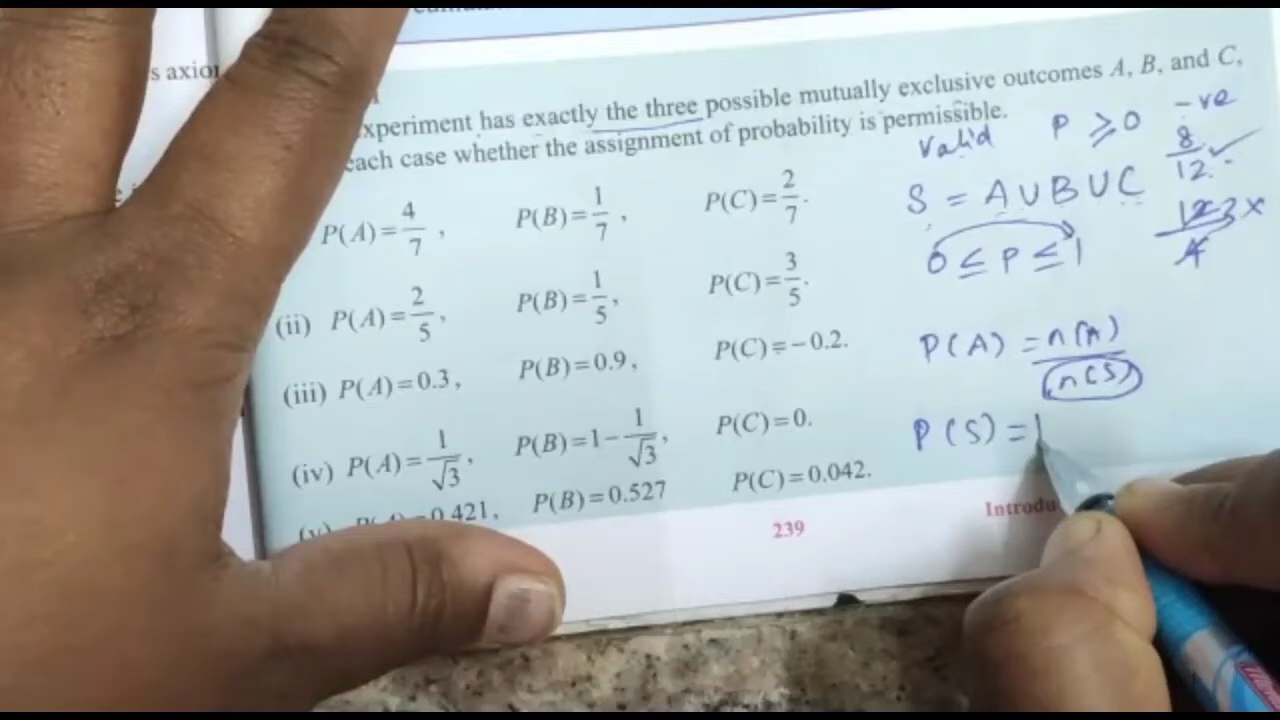 s axio
xperiment has exactly the three possible mutually exclusive outcomes A, B, and C,
each case whether the assignment of probability is permissible.
valid P ≥ 0 -ve
8/12 ✓
P(A)=4/7 , P(B)=1/7 , P(C)=2/7.
S = A ∪ B ∪ C
0 ≤ P ≤ 1
(ii) P(A)=2/5, P(B)=1/5, P(C)=3/5.
(iii) P(A)=0.3, P(B)=0.9, P(C)=−0.2.
P(A) = n(A)/n(S)
(iv) P(A)=1/√3, P(B)=1−1/√3, P(C)=0.
P(S)=1
(v) P(A)=0.421, P(B)=0.527 P(C)=0.042.
239 Introdu